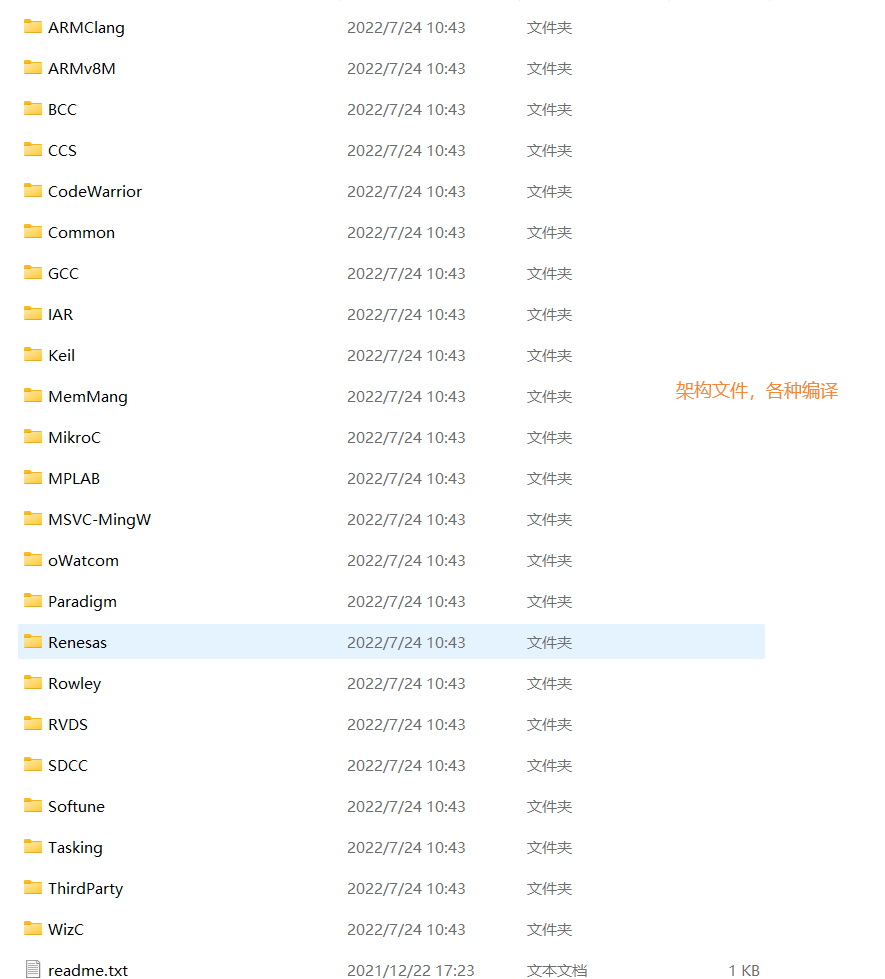 ARMClang 2022/7/24 10:43 文件夹
ARMv8M 2022/7/24 10:43 文件夹
BCC 2022/7/24 10:43 文件夹
CCS 2022/7/24 10:43 文件夹
CodeWarrior 2022/7/24 10:43 文件夹
Common 2022/7/24 10:43 文件夹
GCC 2022/7/24 10:43 文件夹
IAR 2022/7/24 10:43 文件夹
Keil 2022/7/24 10:43 文件夹
架构文件，各种编译
MemMang 2022/7/24 10:43 文件夹
MikroC 2022/7/24 10:43 文件夹
MPLAB 2022/7/24 10:43 文件夹
MSVC-MingW 2022/7/24 10:43 文件夹
oWatcom 2022/7/24 10:43 文件夹
Paradigm 2022/7/24 10:43 文件夹
Renesas 2022/7/24 10:43 文件夹
Rowley 2022/7/24 10:43 文件夹
RVDS 2022/7/24 10:43 文件夹
SDCC 2022/7/24 10:43 文件夹
Softune 2022/7/24 10:43 文件夹
Tasking 2022/7/24 10:43 文件夹
ThirdParty 2022/7/24 10:43 文件夹
WizC 2022/7/24 10:43 文件夹
readme.txt 2021/12/22 17:23 文本文档 1 KB